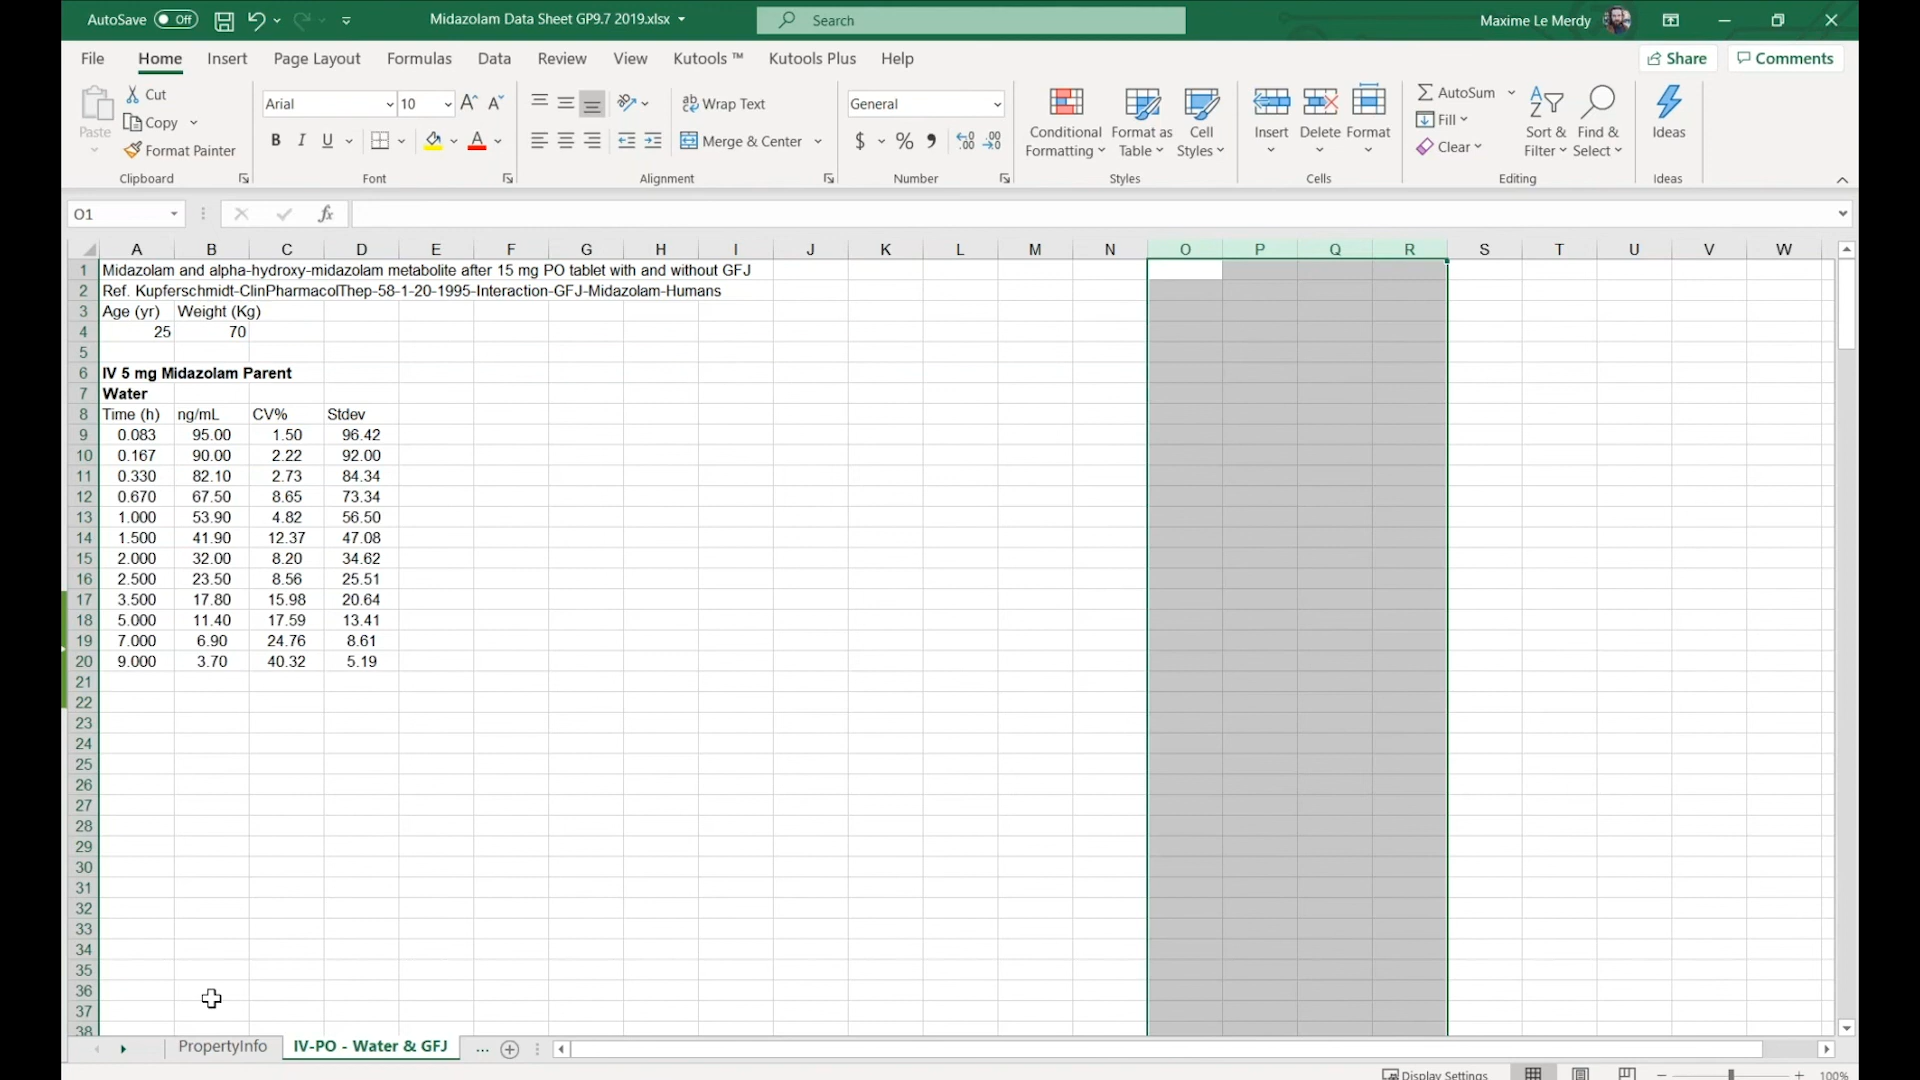 AutoSave Off
Midazolam Data Sheet GP9.7 2019.xlsx
Search
Maxime Le Merdy
File Home Insert Page Layout Formulas Data Review View Kutools ™ Kutools Plus Help
Share Comments
Paste
Cut
Copy
Format Painter
Clipboard
Arial 10
B I U
Font
Wrap Text
Merge & Center
Alignment
General
$ % ,
Number
Conditional Formatting
Format as Table
Cell Styles
Styles
Insert Delete Format
Cells
AutoSum
Fill
Clear
Sort & Filter
Find & Select
Editing
Ideas
Ideas
O1
fx
A B C D E F G H I J K L M N O P Q R S T U V W
1 Midazolam and alpha-hydroxy-midazolam metabolite after 15 mg PO tablet with and without GFJ
2 Ref. Kupferschmidt-ClinPharmacolThep-58-1-20-1995-Interaction-GFJ-Midazolam-Humans
3 Age (yr) Weight (Kg)
4 25 70
5
6 IV 5 mg Midazolam Parent
7 Water
8 Time (h) ng/mL CV% Stdev
9 0.083 95.00 1.50 96.42
10 0.167 90.00 2.22 92.00
11 0.330 82.10 2.73 84.34
12 0.670 67.50 8.65 73.34
13 1.000 53.90 4.82 56.50
14 1.500 41.90 12.37 47.08
15 2.000 32.00 8.20 34.62
16 2.500 23.50 8.56 25.51
17 3.500 17.80 15.98 20.64
18 5.000 11.40 17.59 13.41
19 7.000 6.90 24.76 8.61
20 9.000 3.70 40.32 5.19
21
22
23
24
25
26
27
28
29
30
31
32
33
34
35
36
37
38
PropertyInfo IV-PO - Water & GFJ ...
Display Settings 100%